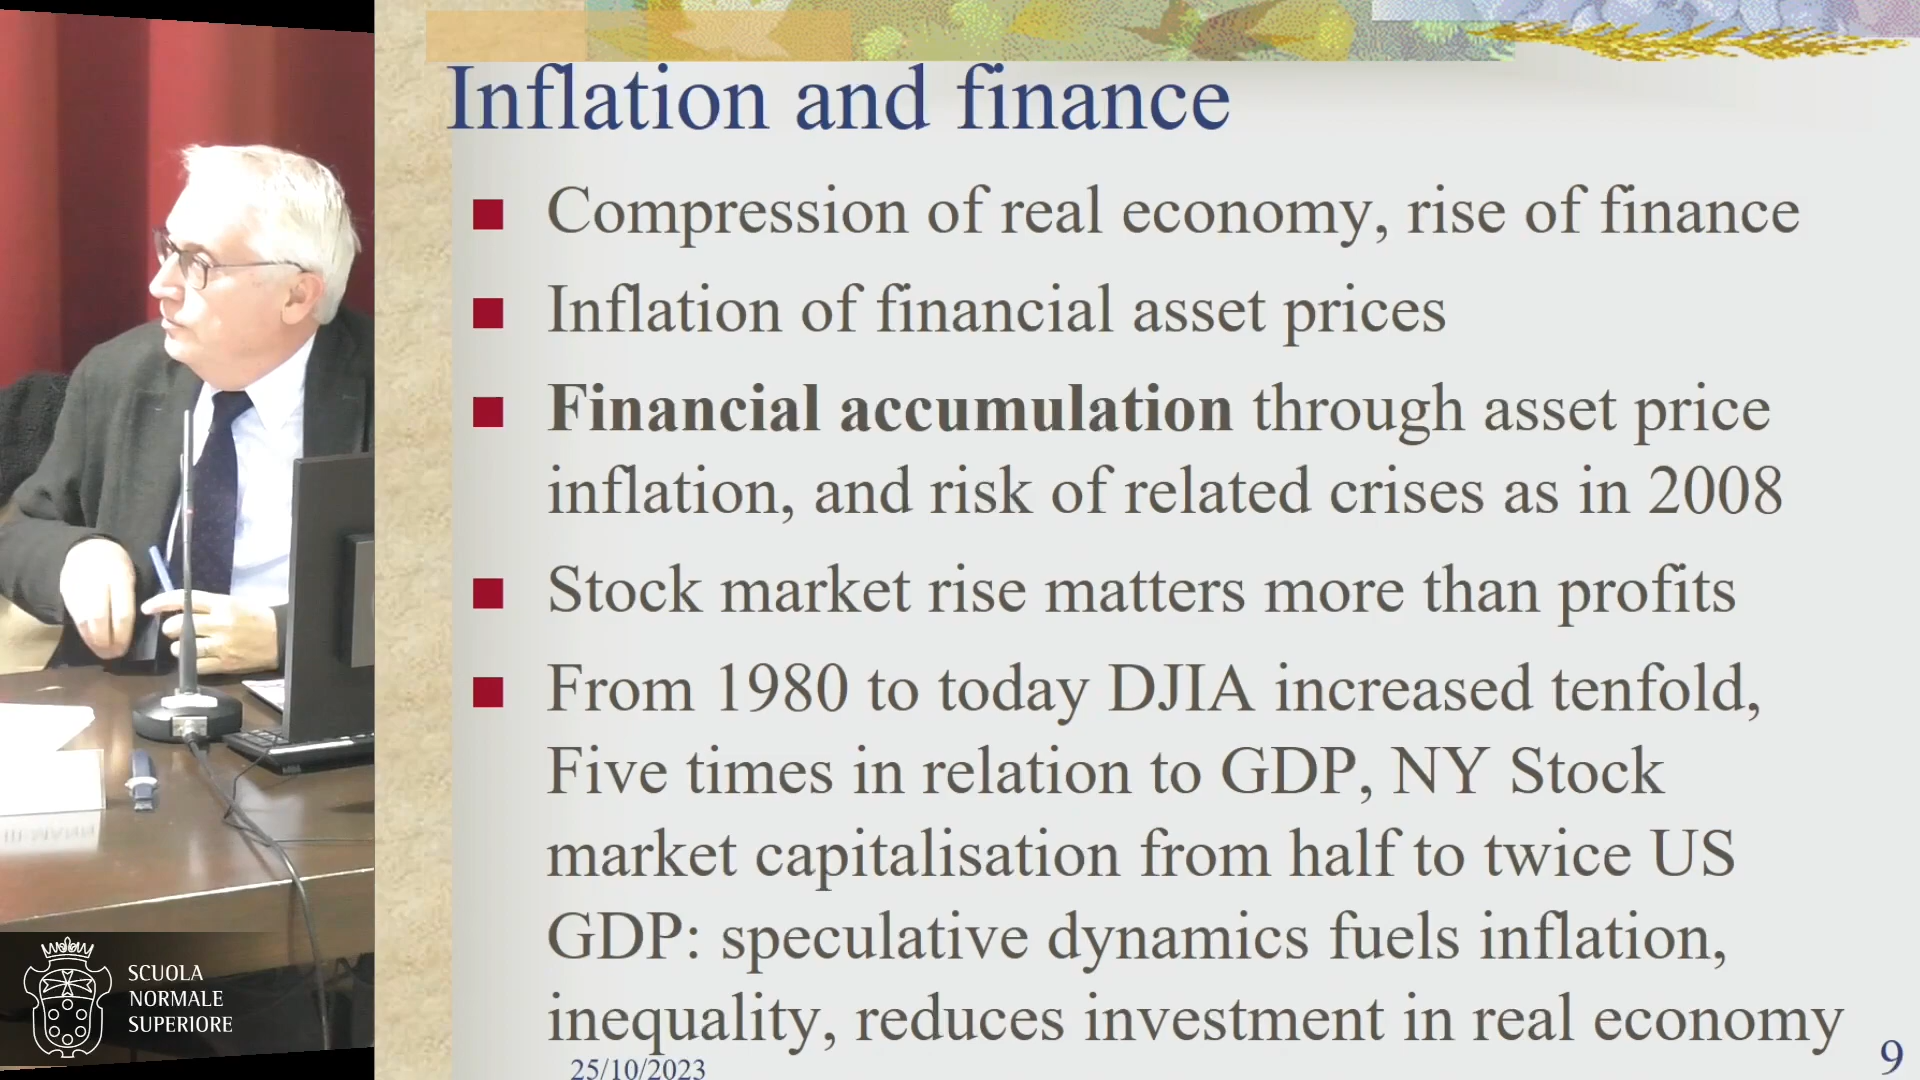 Inflation and finance
Compression of real economy, rise of finance
Inflation of financial asset prices
Financial accumulation through asset price
inflation, and risk of related crises as in 2008
Stock market rise matters more than profits
From 1980 to today DJIA increased tenfold,
Five times in relation to GDP, NY Stock
market capitalisation from half to twice US
GDP: speculative dynamics fuels inflation,
inequality, reduces investment in real economy
25/10/2023
9
SCUOLA
NORMALE
SUPERIORE